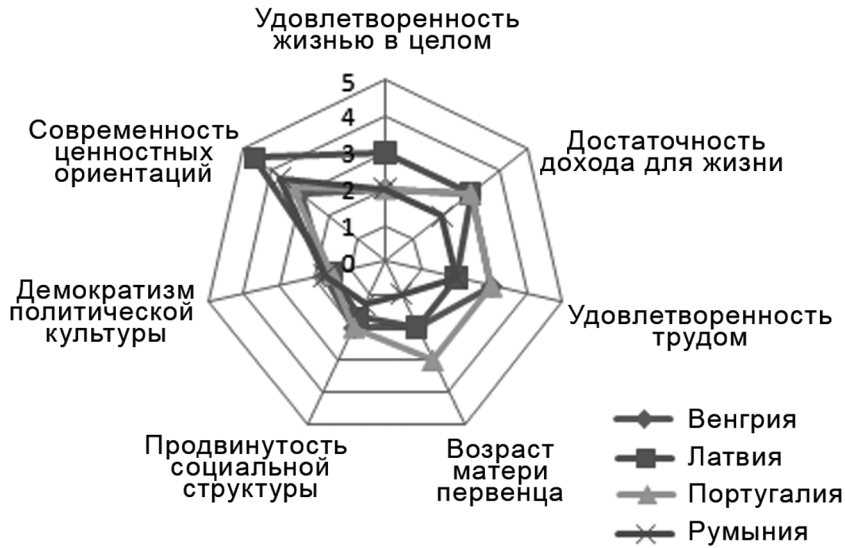 Удовлетворенность
жизнью в целом
5
4
3
2
1
0
Современность
ценностных
ориентаций
Достаточность
дохода для жизни
Демократизм
политической
культуры
Удовлетворенность
трудом
Продвинутость
социальной
структуры
Возраст
матери
первенца
Венгрия
Латвия
Португалия
Румыния